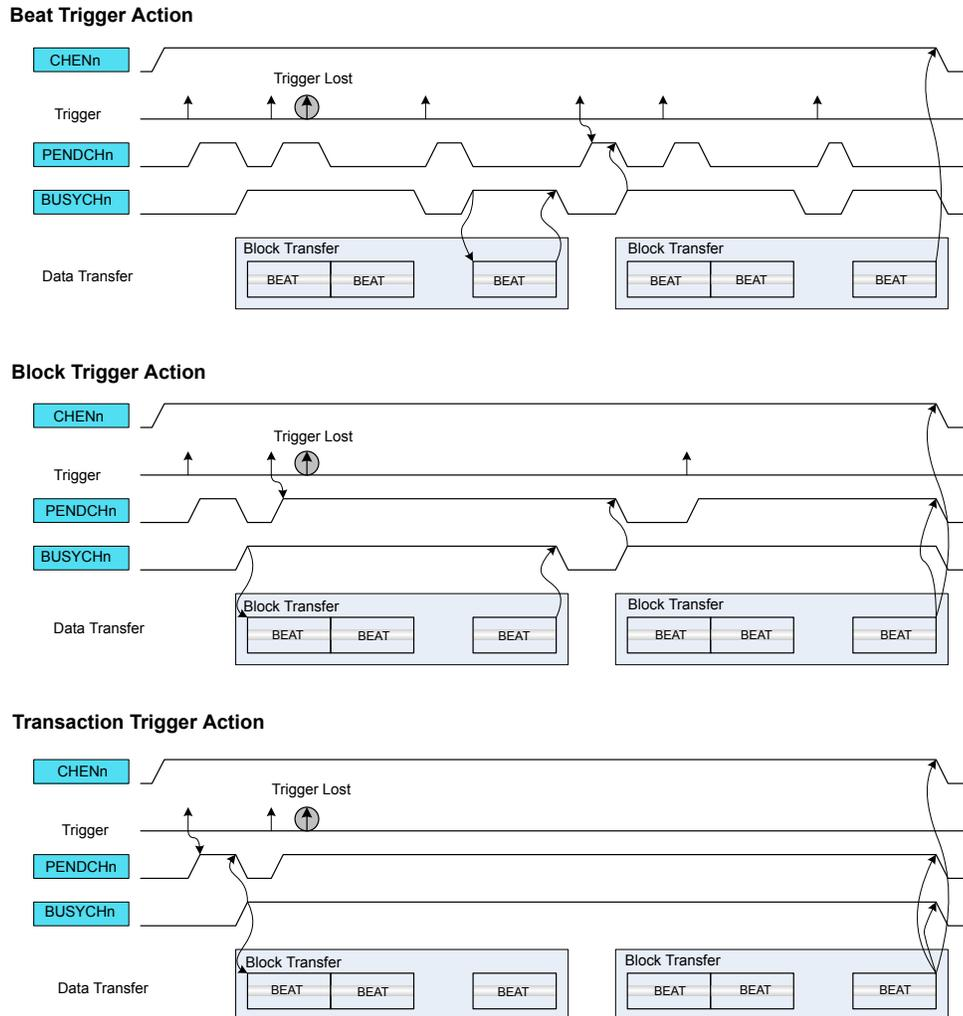 Beat Trigger Action
CHENn
Trigger Lost
Trigger
PENDCHn
BUSYCHn
Block Transfer Block Transfer
Data Transfer
BEAT BEAT BEAT BEAT BEAT BEAT
Block Trigger Action
CHENn
Trigger Lost
Trigger
PENDCHn
BUSYCHn
Block Transfer Block Transfer
Data Transfer
BEAT BEAT BEAT BEAT BEAT BEAT
Transaction Trigger Action
CHENn
Trigger Lost
Trigger
PENDCHn
BUSYCHn
Block Transfer Block Transfer
Data Transfer
BEAT BEAT BEAT BEAT BEAT BEAT